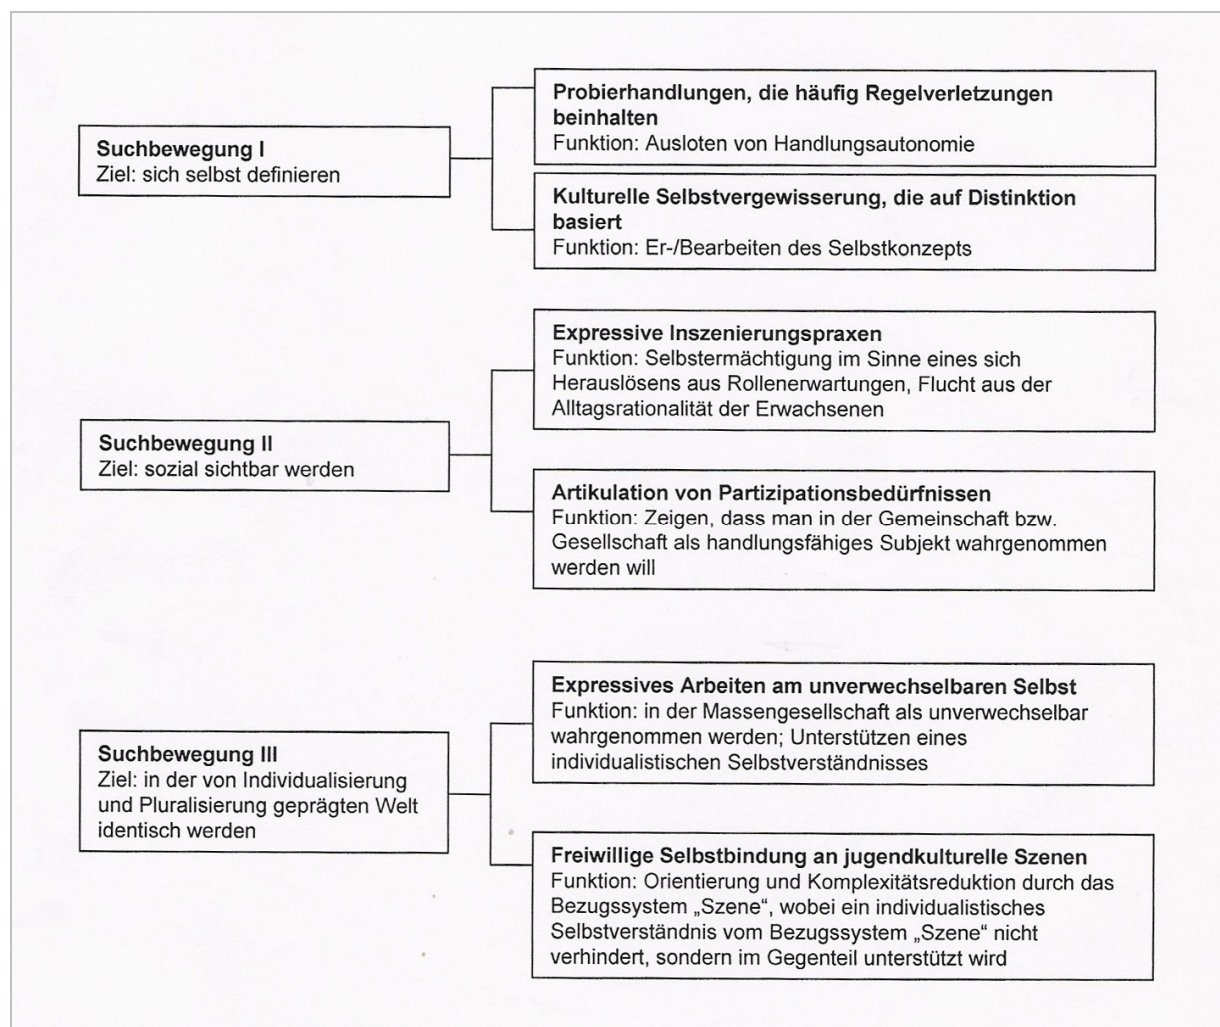 Suchbewegung I
Ziel: sich selbst definieren
Probierhandlungen, die häufig Regelverletzungen
beinhalten
Funktion: Ausloten von Handlungsautonomie
Kulturelle Selbstvergewisserung, die auf Distinktion
basiert
Funktion: Er-/Bearbeiten des Selbstkonzepts
Suchbewegung II
Ziel: sozial sichtbar werden
Expressive Inszenierungspraxen
Funktion: Selbstermächtigung im Sinne eines sich
Herauslösens aus Rollenerwartungen, Flucht aus der
Alltagsrationalität der Erwachsenen
Artikulation von Partizipationsbedürfnissen
Funktion: Zeigen, dass man in der Gemeinschaft bzw.
Gesellschaft als handlungsfähiges Subjekt wahrgenommen
werden will
Suchbewegung III
Ziel: in der von Individualisierung
und Pluralisierung geprägten Welt
identisch werden
Expressives Arbeiten am unverwechselbaren Selbst
Funktion: in der Massengesellschaft als unverwechselbar
wahrgenommen werden; Unterstützen eines
individualistischen Selbstverständnisses
Freiwillige Selbstbindung an jugendkulturelle Szenen
Funktion: Orientierung und Komplexitätsreduktion durch das
Bezugssystem „Szene“, wobei ein individualistisches
Selbstverständnis vom Bezugssystem „Szene“ nicht
verhindert, sondern im Gegenteil unterstützt wird